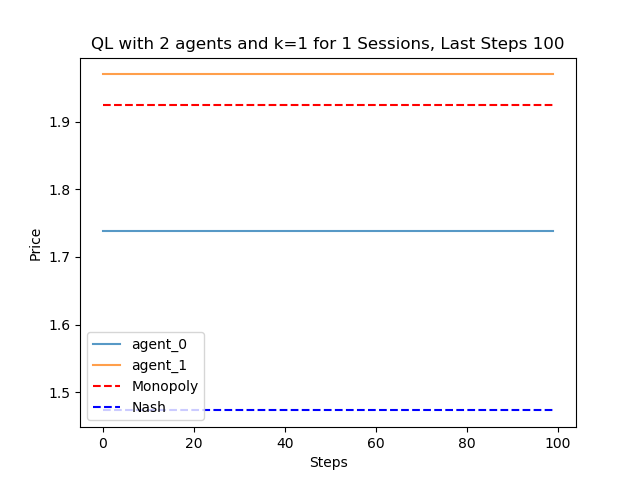 QL with 2 agents and k=1 for 1 Sessions, Last Steps 100
Price
1.9
1.8
1.7
1.6
1.5
agent_0
agent_1
Monopoly
Nash
0 20 40 60 80 100
Steps